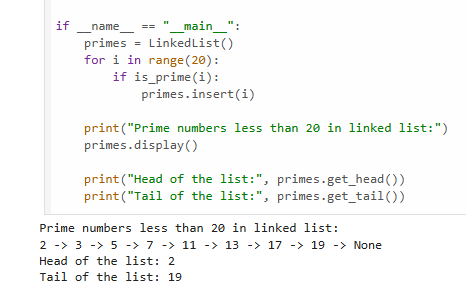 if __name__ == "__main__":
    primes = LinkedList()
    for i in range(20):
        if is_prime(i):
            primes.insert(i)
    print("Prime numbers less than 20 in linked list:")
    primes.display()
    print("Head of the list:", primes.get_head())
    print("Tail of the list:", primes.get_tail())
Prime numbers less than 20 in linked list:
2 -> 3 -> 5 -> 7 -> 11 -> 13 -> 17 -> 19 -> None
Head of the list: 2
Tail of the list: 19